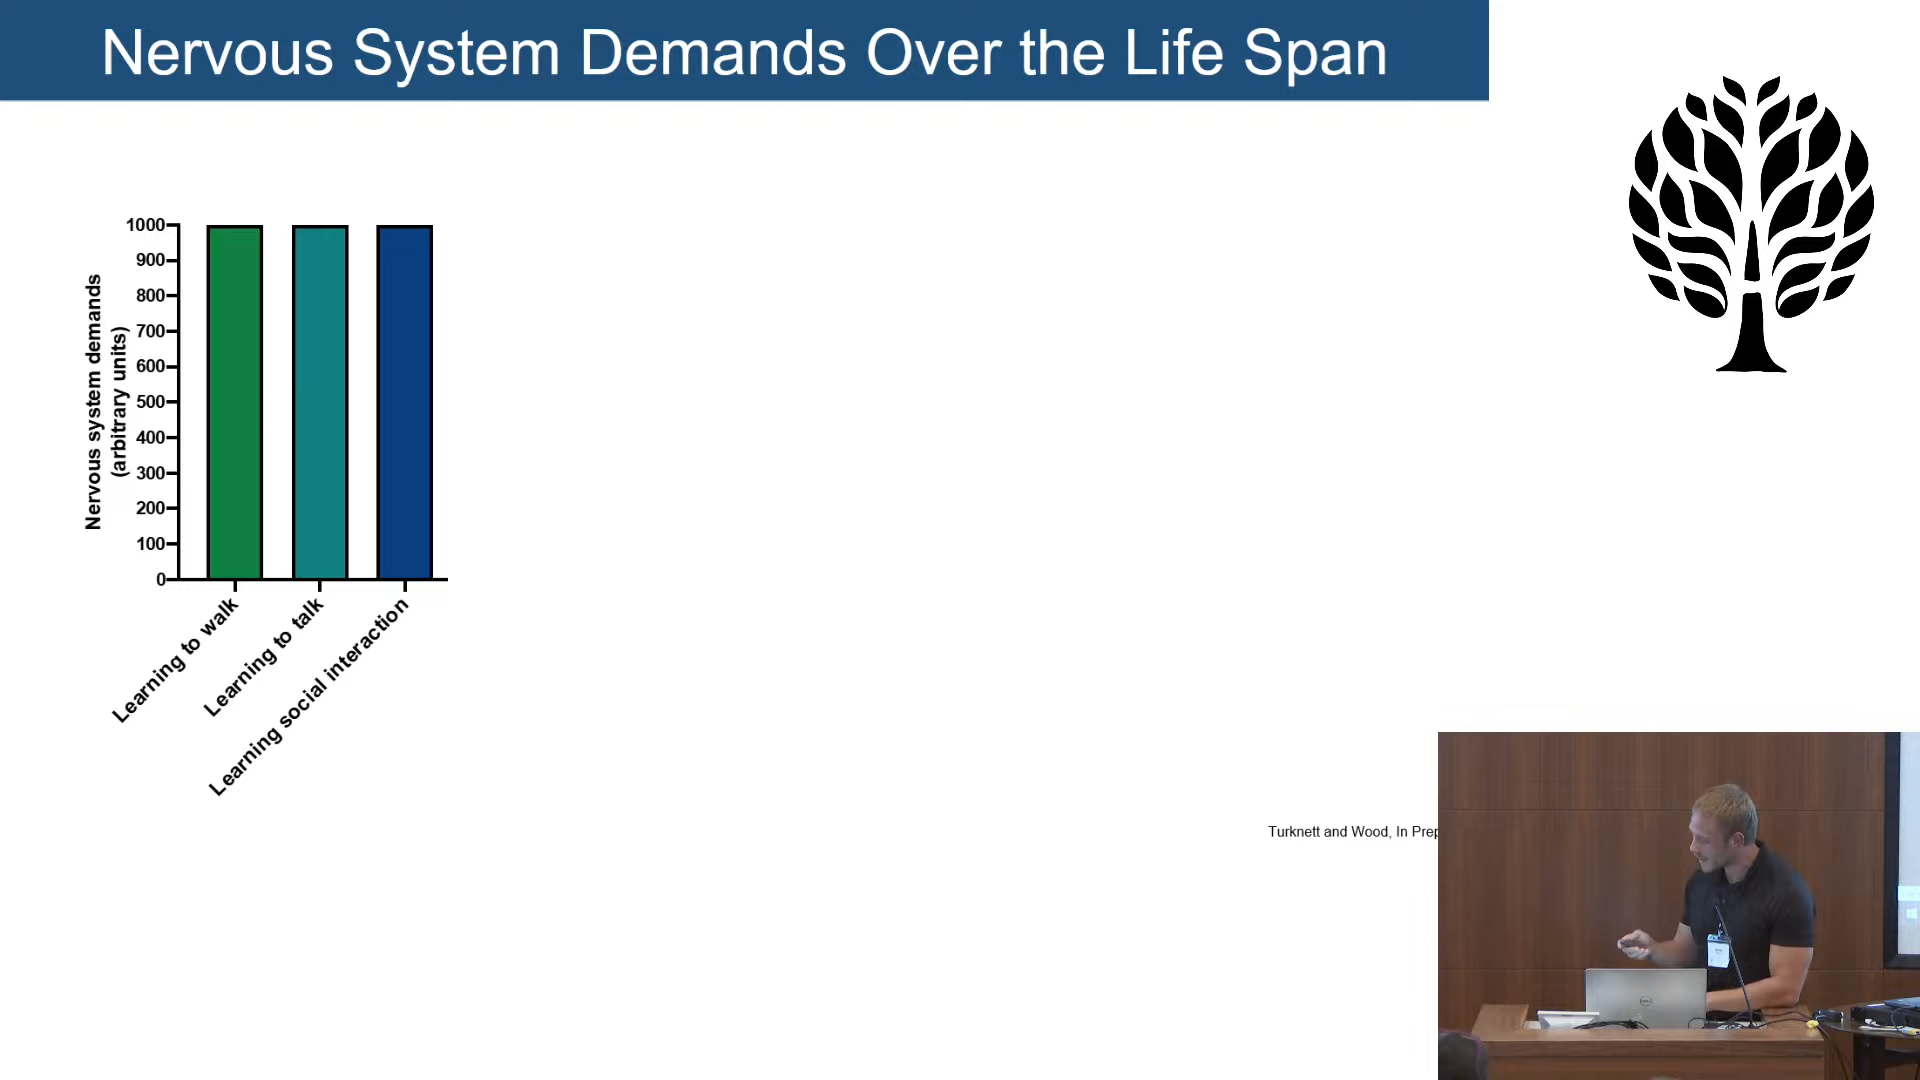 Nervous System Demands Over the Life Span
Nervous system demands
(arbitrary units)
1000
900
800
700
600
500
400
300
200
100
0
Learning to walk
Learning to talk
Learning social interaction
Turknett and Wood, In Prep